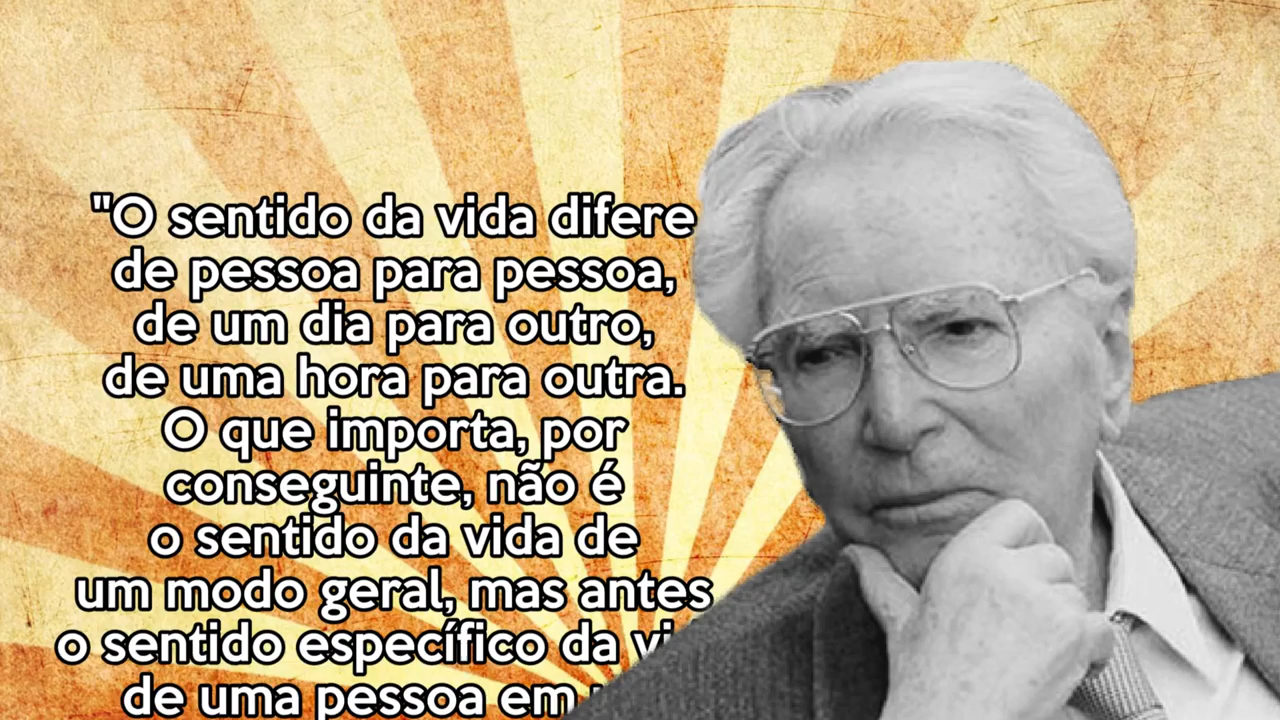 "O sentido da vida difere
de pessoa para pessoa,
de um dia para outro,
de uma hora para outra.
O que importa, por
conseguinte, não é
o sentido da vida de
um modo geral, mas antes
o sentido específico da
de uma pessoa em